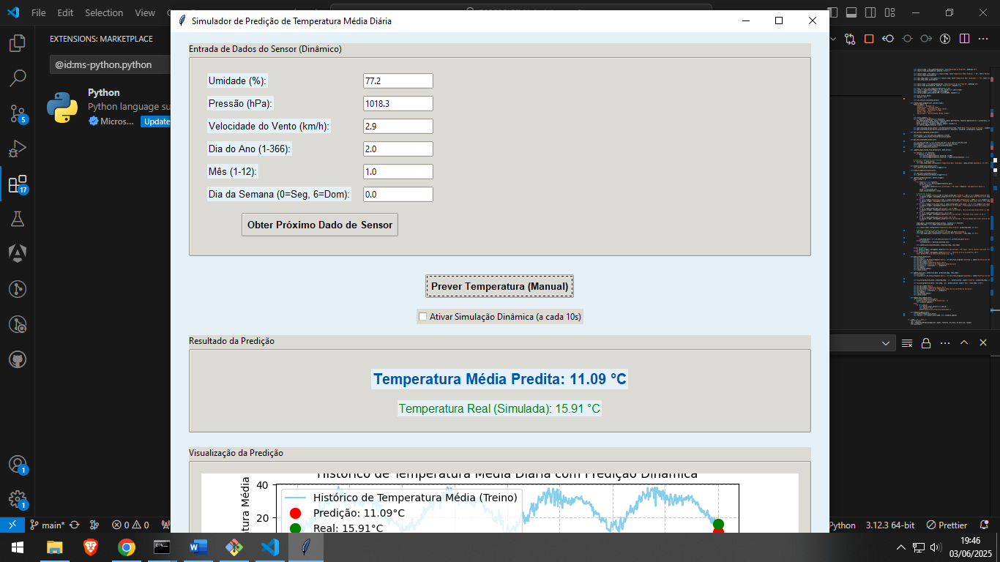 File Edit Selection View
Simulador de Predição de Temperatura Média Diária
EXTENSIONS: MARKETPLACE
@id:ms-python.python
Python
Python language su
Micros... Update
5
17
1
1
Entrada de Dados do Sensor (Dinâmico)
Umidade (%): 77.2
Pressão (hPa): 1018.3
Velocidade do Vento (km/h): 2.9
Dia do Ano (1-366): 2.0
Mês (1-12): 1.0
Dia da Semana (0=Seg, 6=Dom): 0.0
Obter Próximo Dado de Sensor
Prever Temperatura (Manual)
Ativar Simulação Dinâmica (a cada 10s)
Resultado da Predição
Temperatura Média Predita: 11.09 °C
Temperatura Real (Simulada): 15.91 °C
Visualização da Predição
Histórico de Temperatura Média Diária com Predição Dinâmica
40
20
tura Média
Histórico de Temperatura Média (Treino)
Predição: 11.09°C
Real: 15.91°C
main* 0 0 Python 3.12.3 64-bit Prettier
19:46
03/06/2025